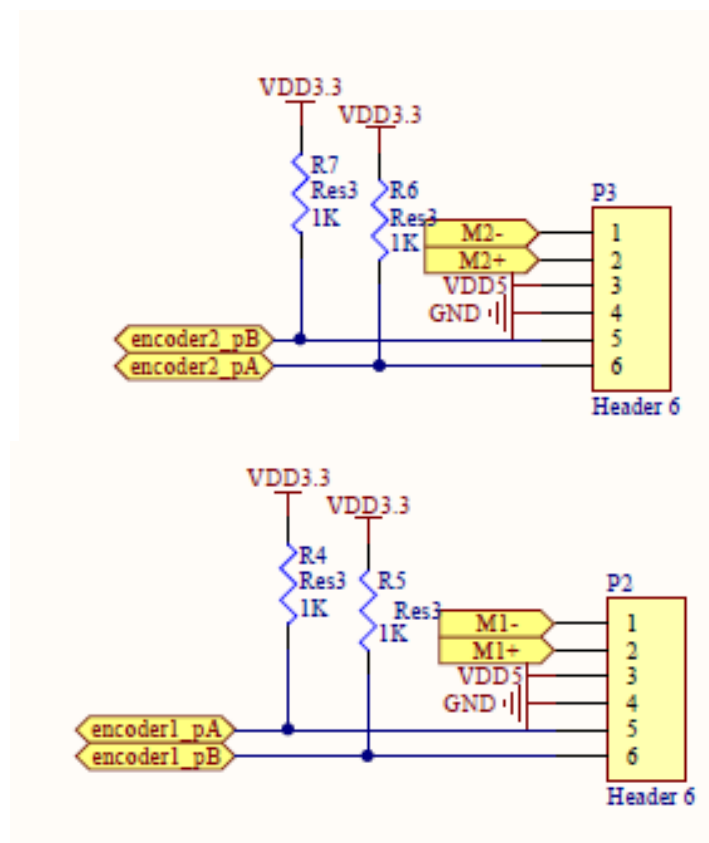 VDD3.3
VDD3.3
R7
Res3
1K
R6
Res3
1K
P3
M2- 1
M2+ 2
VDD5 3
GND 4
encoder2_pB 5
encoder2_pA 6
Header 6
VDD3.3
VDD3.3
R4
Res3
1K
R5
Res3
1K
P2
M1- 1
M1+ 2
VDD5 3
GND 4
encoder1_pA 5
encoder1_pB 6
Header 6